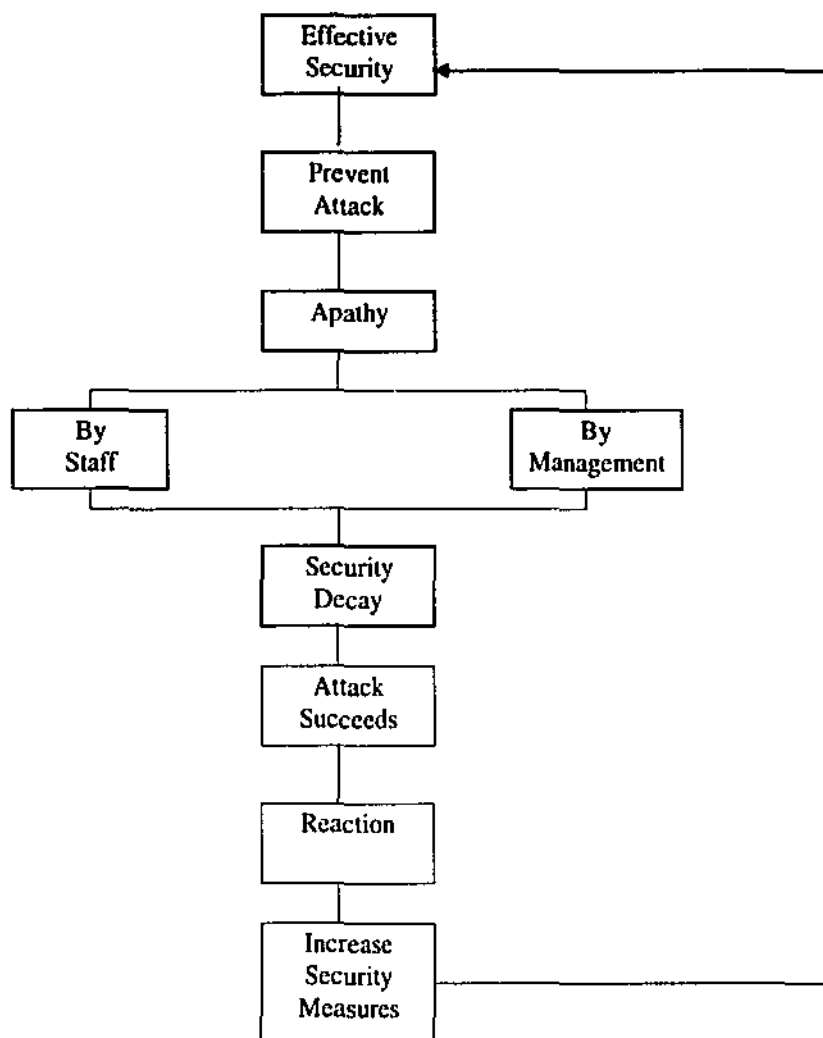 Effective
Security
Prevent
Attack
Apathy
By
Staff
By
Management
Security
Decay
Attack
Succeeds
Reaction
Increase
Security
Measures